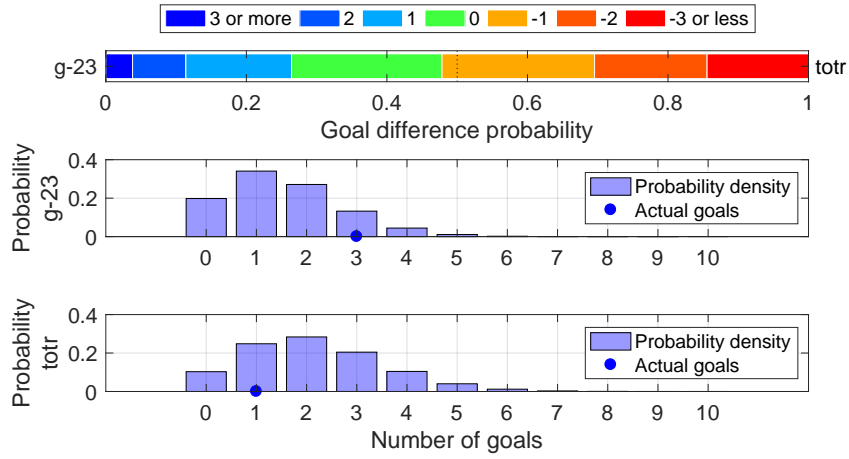 3 or more 2 1 0 -1 -2 -3 or less
g-23 totr
0 0.2 0.4 0.6 0.8 1
Goal difference probability
Probability
g-23
0.4
0.2
0
Probability density
Actual goals
0 1 2 3 4 5 6 7 8 9 10
Probability
totr
0.4
0.2
0
Probability density
Actual goals
0 1 2 3 4 5 6 7 8 9 10
Number of goals